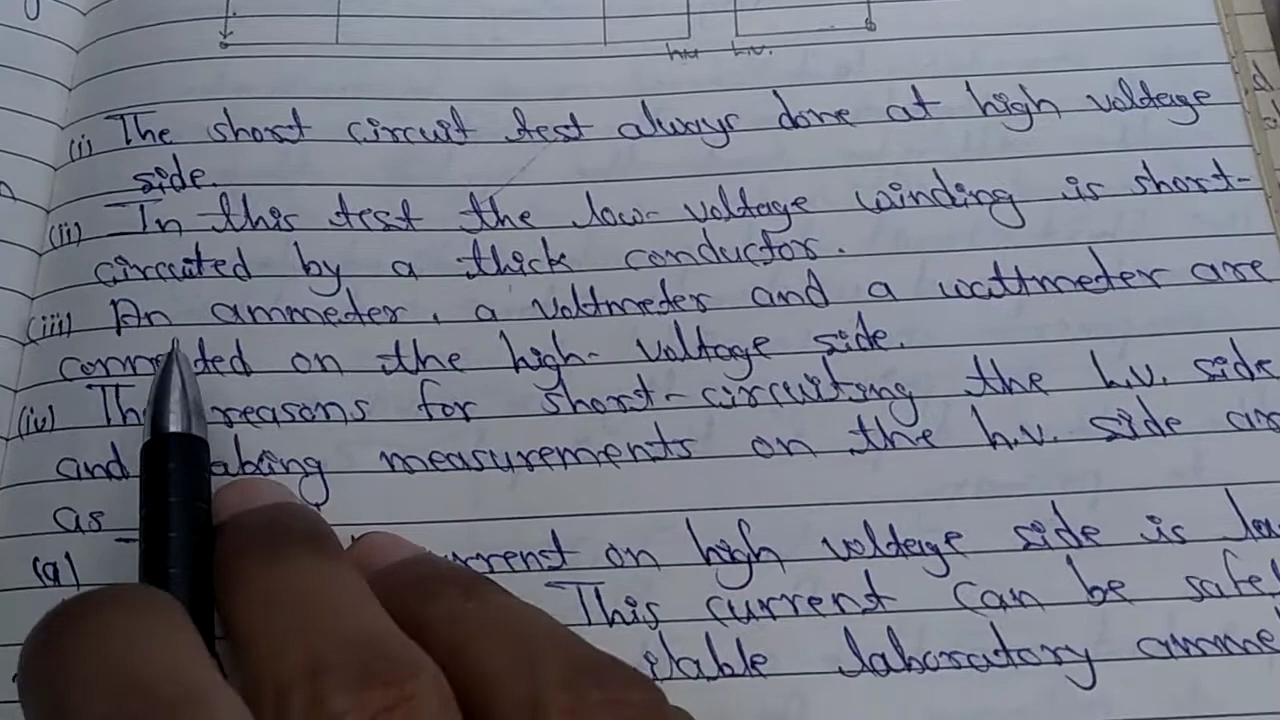 h.v. L.V.
(i) The short circuit test always done at high voltage
side.
(ii) In this test the low-voltage winding is short-
circuited by a thick conductor.
(iii) An ammeter, a voltmeter and a wattmeter are
connected on the high-voltage side.
(iv) The reasons for short-circuiting the h.v. side
and taking measurements on the h.v. side are
as
(a) on high voltage side is
This current can be
laboratory